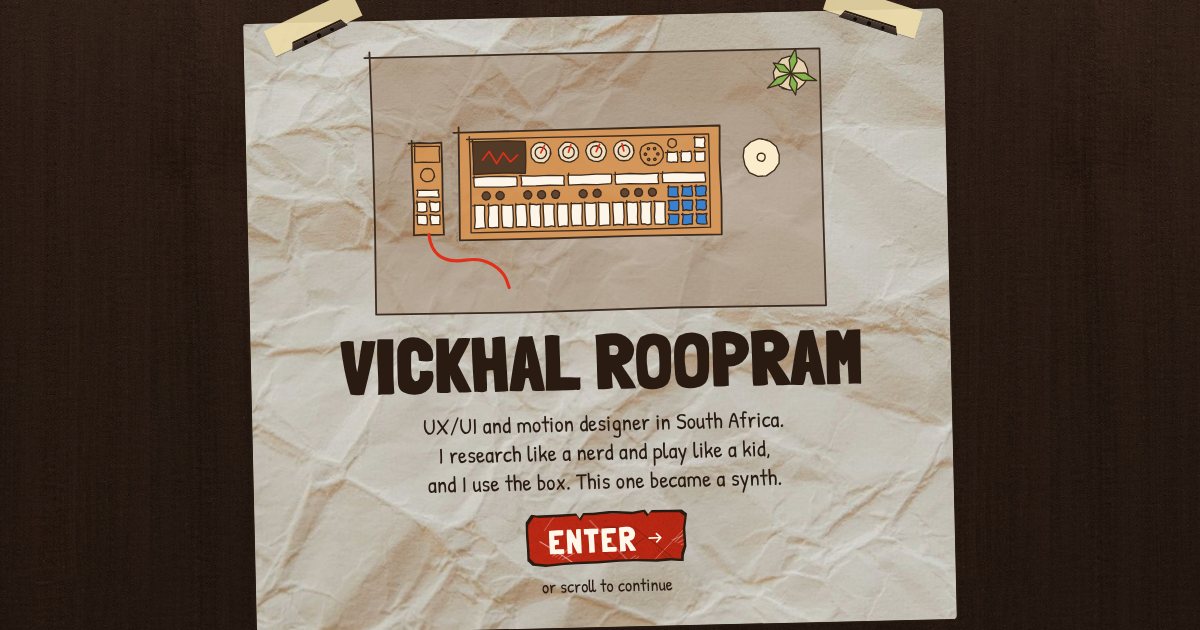 VICKHAL ROOPRAM
UX/UI and motion designer in South Africa.
I research like a nerd and play like a kid,
and I use the box. This one became a synth.
ENTER →
or scroll to continue